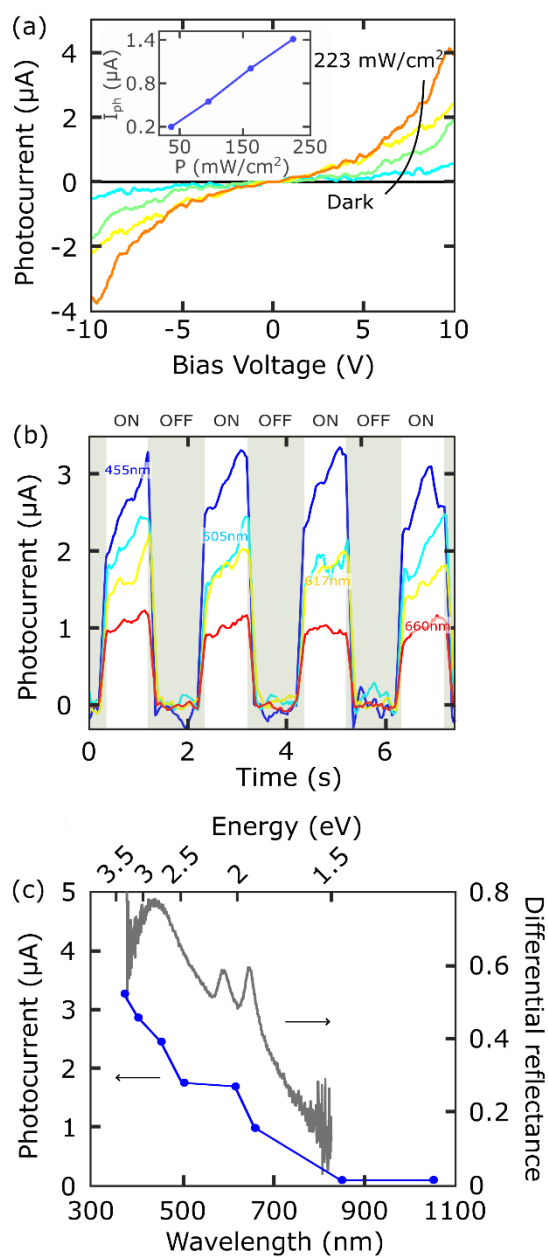 (a)
Photocurrent (µA)
4
2
0
-2
-4
1.4
0.8
0.2
I_ph (µA)
50 150 250
P (mW/cm²)
223 mW/cm²
Dark
-10 -5 0 5 10
Bias Voltage (V)
(b)
ON OFF ON OFF ON OFF ON
Photocurrent (µA)
3
2
1
0
455nm
505nm
617nm
660nm
0 2 4 6
Time (s)
Energy (eV)
3.5 3 2.5 2 1.5
(c)
Photocurrent (µA)
5
4
3
2
1
0
0.8
0.6
0.4
0.2
0
Differential reflectance
300 500 700 900 1100
Wavelength (nm)